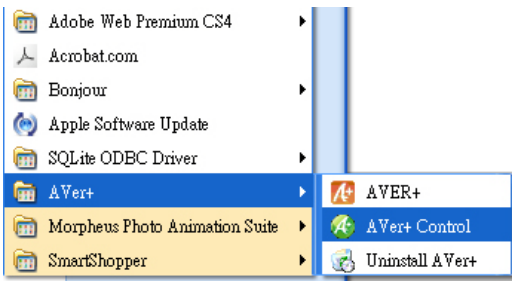 Adobe Web Premium CS4
Acrobat.com
Bonjour
Apple Software Update
SQLite ODBC Driver
AVer+
Morpheus Photo Animation Suite
SmartShopper
AVER+
AVer+ Control
Uninstall AVer+